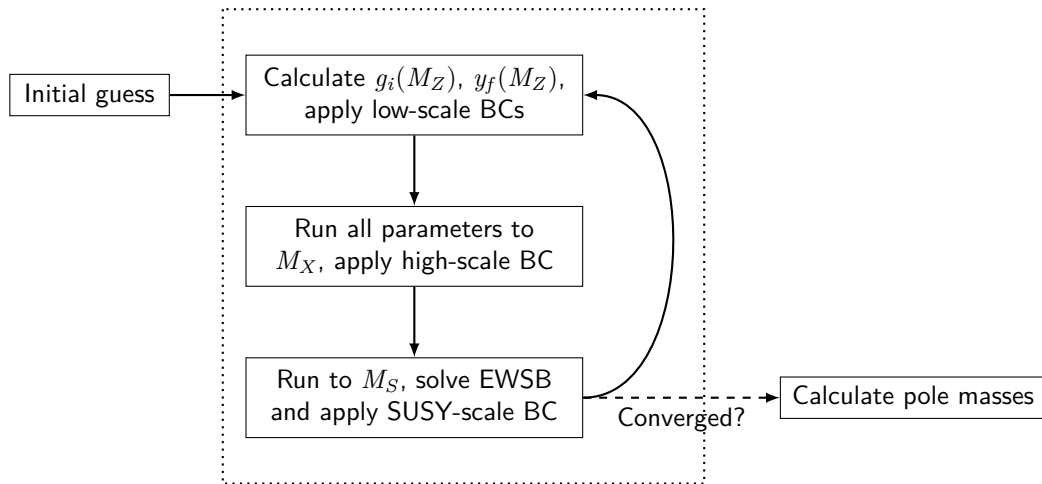 Initial guess
Calculate $g_i(M_Z)$, $y_f(M_Z)$,
apply low-scale BCs
Run all parameters to
$M_X$, apply high-scale BC
Run to $M_S$, solve EWSB
and apply SUSY-scale BC
Converged?
Calculate pole masses